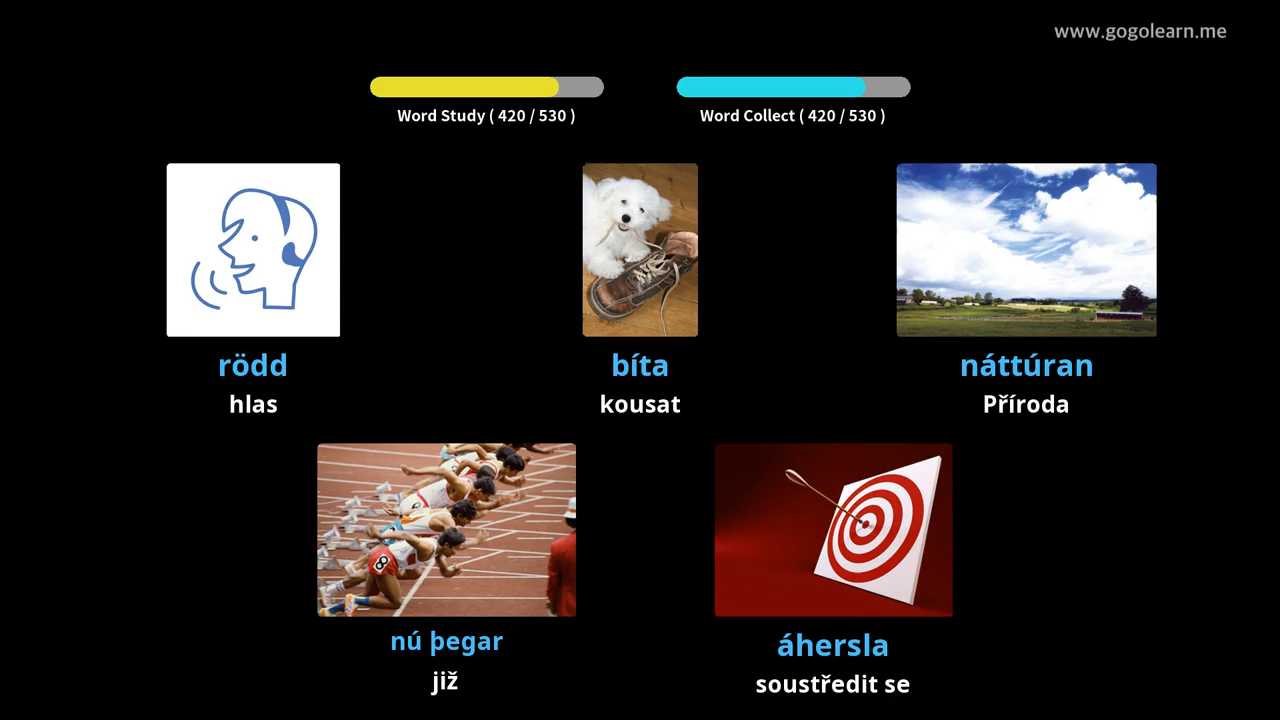 www.gogolearn.me
Word Study ( 420 / 530 )
Word Collect ( 420 / 530 )
rödd
hlas
bíta
kousat
náttúran
Příroda
nú þegar
již
áhersla
soustředit se
8